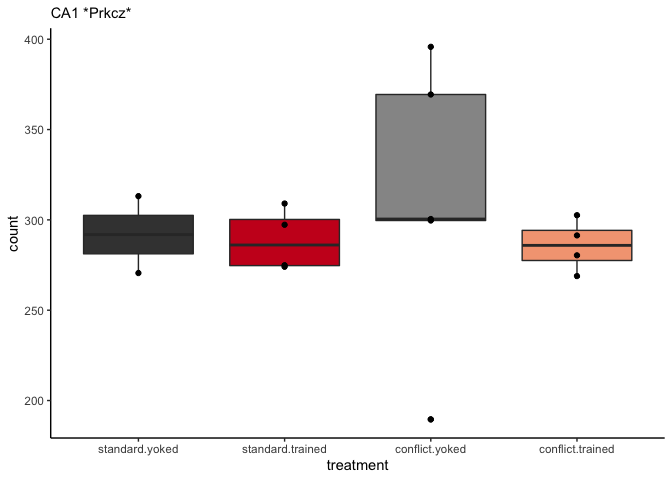 CA1 *Prkcz*
400
350
300
250
200
count
standard.yoked
standard.trained
conflict.yoked
conflict.trained
treatment